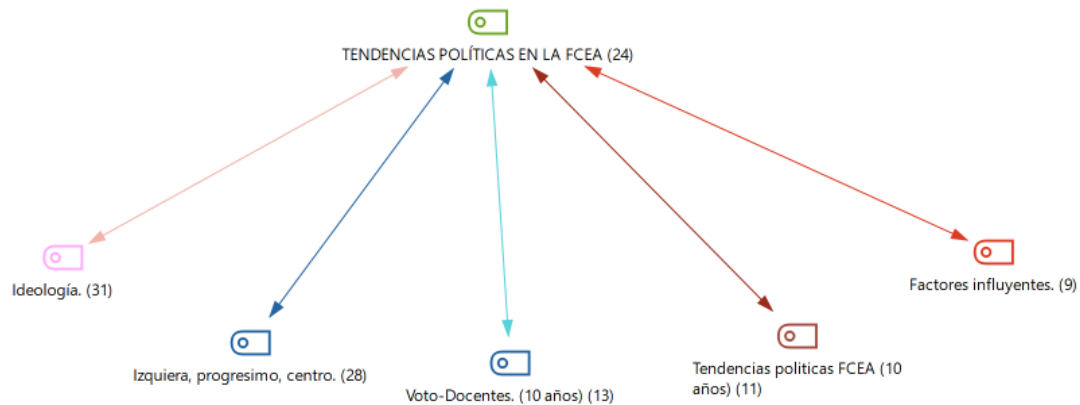 TENDENCIAS POLÍTICAS EN LA FCEA (24)
Ideología. (31)
Factores influyentes. (9)
Izquiera, progresimo, centro. (28)
Voto-Docentes. (10 años) (13)
Tendencias politicas FCEA (10
años) (11)